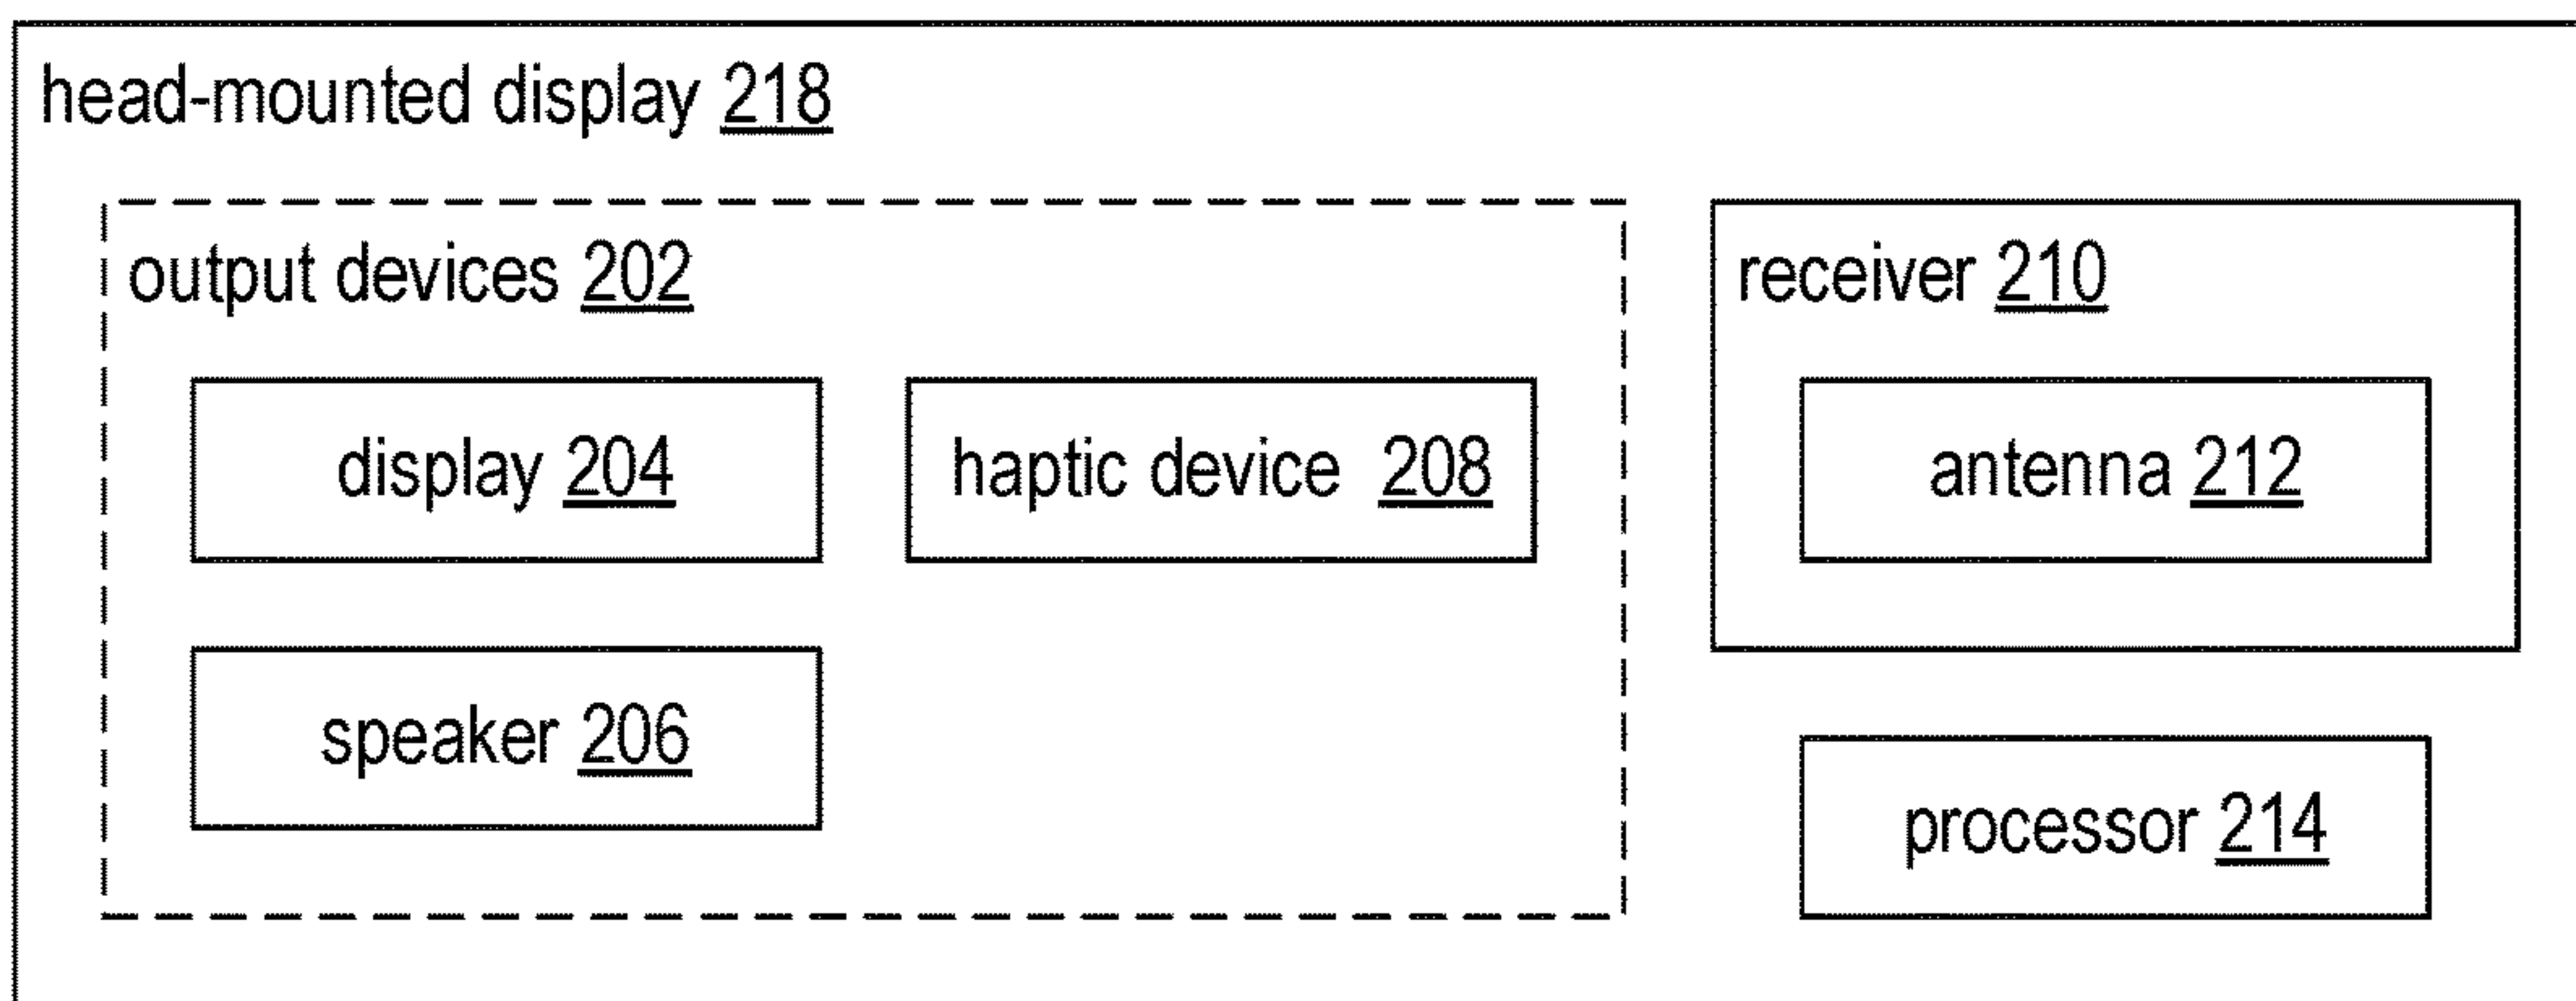 head-mounted display 218
output devices 202
receiver 210
display 204
haptic device 208
antenna 212
speaker 206
processor 214